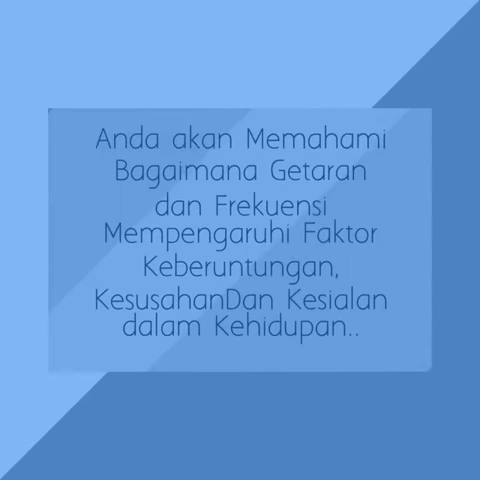 Anda akan Memahami
Bagaimana Getaran
dan Frekuensi
Mempengaruhi Faktor
Keberuntungan,
KesusahanDan Kesialan
dalam Kehidupan..